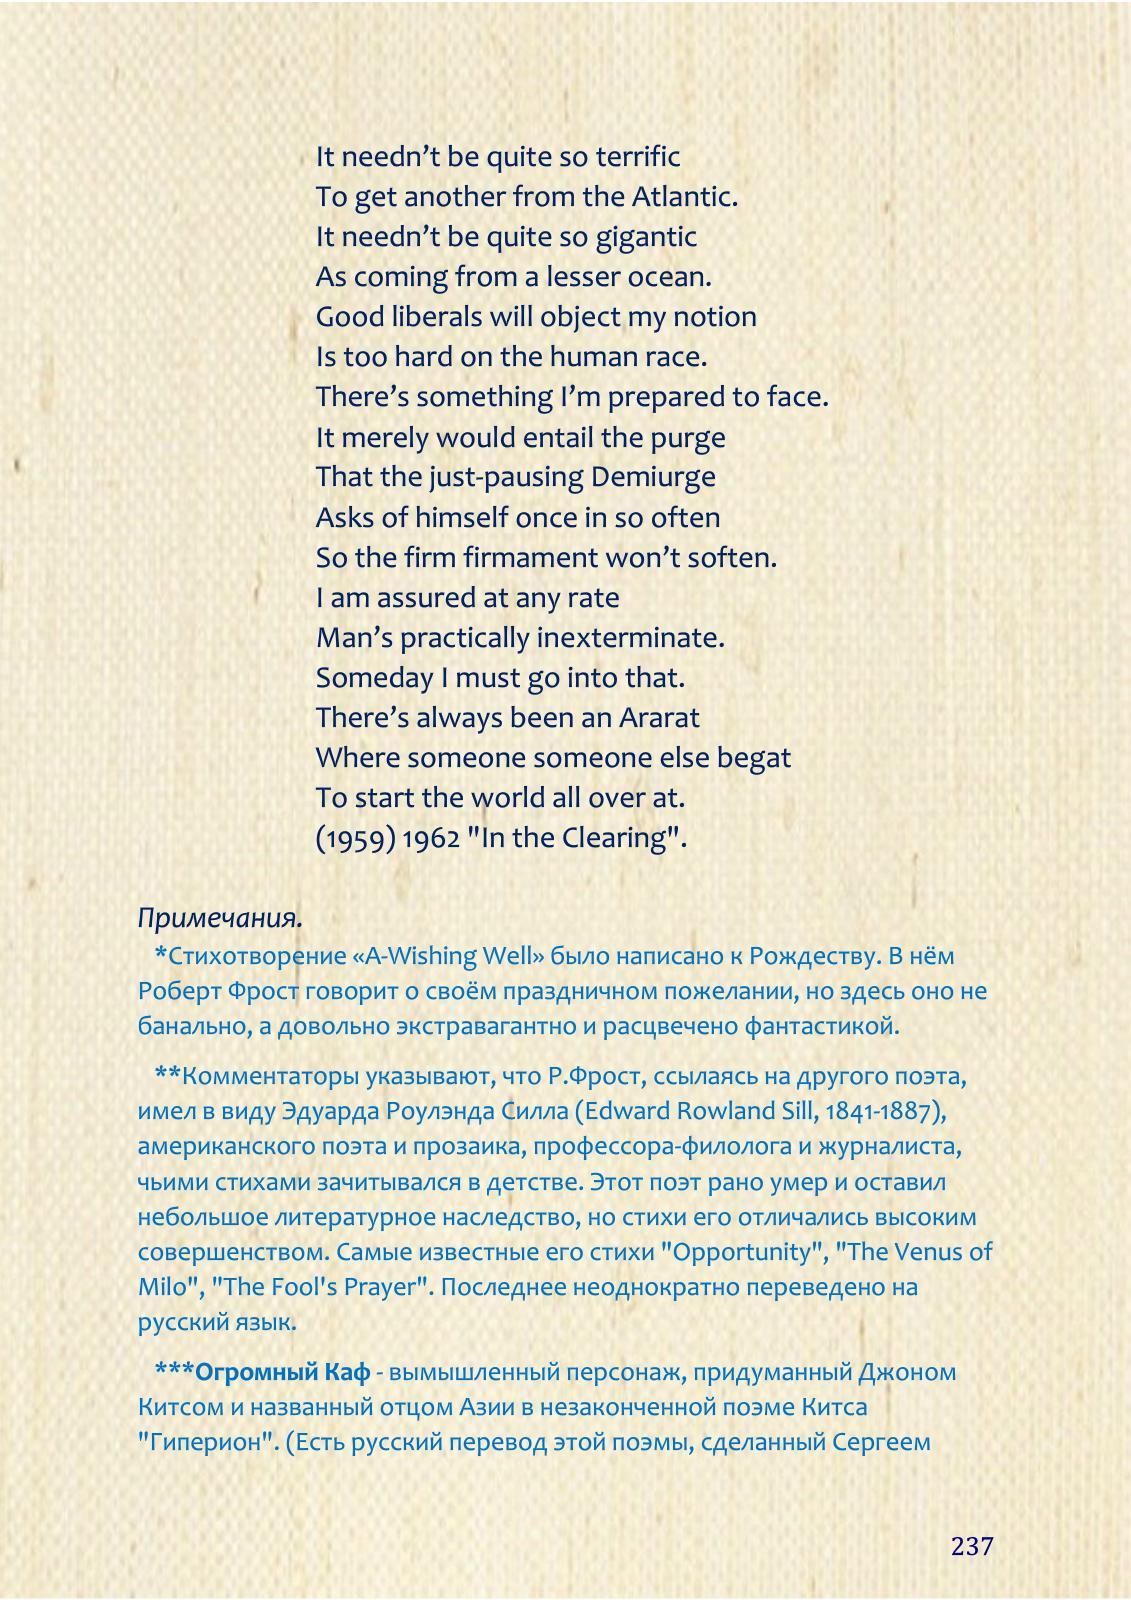 It needn’t be quite so terrific
To get another from the Atlantic.
It needn’t be quite so gigantic
As coming from a lesser ocean.
Good liberals will object my notion
Is too hard on the human race.
There’s something I’m prepared to face.
It merely would entail the purge
That the just-pausing Demiurge
Asks of himself once in so often
So the firm firmament won’t soften.
I am assured at any rate
Man’s practically inexterminate.
Someday I must go into that.
There’s always been an Ararat
Where someone someone else begat
To start the world all over at.
(1959) 1962 "In the Clearing".
Примечания.
*Стихотворение «A-Wishing Well» было написано к Рождеству. В нём
Роберт Фрост говорит о своём праздничном пожелании, но здесь оно не
банально, а довольно экстравагантно и расцвечено фантастикой.
**Комментаторы указывают, что Р.Фрост, ссылаясь на другого поэта,
имел в виду Эдуарда Роулэнда Силла (Edward Rowland Sill, 1841-1887),
американского поэта и прозаика, профессора-филолога и журналиста,
чьими стихами зачитывался в детстве. Этот поэт рано умер и оставил
небольшое литературное наследство, но стихи его отличались высоким
совершенством. Самые известные его стихи "Opportunity", "The Venus of
Milo", "The Fool's Prayer". Последнее неоднократно переведено на
русский язык.
***Огромный Каф - вымышленный персонаж, придуманный Джоном
Китсом и названный отцом Азии в незаконченной поэме Китса
"Гиперион". (Есть русский перевод этой поэмы, сделанный Сергеем
237